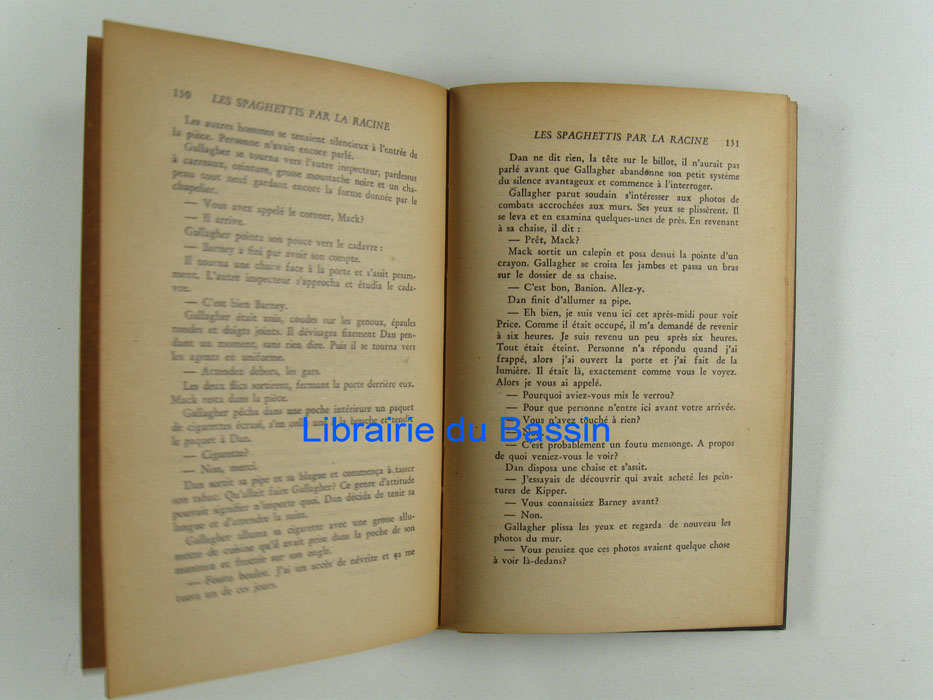 130 LES SPAGHETTIS PAR LA RACINE
Les autres hommes se tenaient silencieux à l'entrée de
la pièce. Personne n'avait encore parlé.
Gallagher se tourna vers l'autre inspecteur, pardessus
à carreaux, ceinture, grosse moustache noire et un cha-
peau tout neuf gardant encore la forme donnée par le
chapelier.
— Vous avez appelé le coroner, Mack?
— Il arrive.
Gallagher pointa son pouce vers le cadavre :
— Barney a fini par avoir son compte.
Il tourna une chaise face à la porte et s'assit pesam-
ment. L'autre inspecteur s'approcha et étudia le cada-
vre.
— C'est bien Barney.
Gallagher était assis, coudes sur les genoux, épaules
rondes et doigts joints. Il dévisagea fixement Dan pen-
dant un moment, sans rien dire. Puis il se tourna vers
les agents en uniforme.
— Attendez dehors, les gars.
Les deux flics sortirent, fermant la porte derrière eux.
Mack resta dans la pièce.
Gallagher pêcha dans une poche intérieure un paquet
de cigarettes écrasé, s'en colla une à la bouche et tendit
le paquet à Dan.
— Cigarette?
— Non, merci.
Dan sortit sa pipe et sa blague et commença à tasser
son tabac. Qu'allait faire Gallagher? Ce genre d'attitude
pouvait signifier n'importe quoi. Dan décida de tenir sa
langue et d'attendre la suite.
Gallagher alluma sa cigarette avec une grosse allu-
mette de cuisine qu'il avait prise dans la poche de son
manteau et frottée sur son ongle.
— Foutu boulot. J'ai un accès de névrite et ça me
tuera un de ces jours.
LES SPAGHETTIS PAR LA RACINE 131
Dan ne dit rien, la tête sur le billot, il n'aurait pas
parlé avant que Gallagher abandonne son petit système
du silence avantageux et commence à l'interroger.
Gallagher parut soudain s'intéresser aux photos de
combats accrochées aux murs. Ses yeux se plissèrent. Il
se leva et en examina quelques-unes de près. En revenant
à sa chaise, il dit :
— Prêt, Mack?
Mack sortit un calepin et posa dessui la pointe d'un
crayon. Gallagher se croisa les jambes et passa un bras
sur le dossier de sa chaise.
— C'est bon, Banion. Allez-y.
Dan finit d'allumer sa pipe.
— Eh bien, je suis venu ici cet après-midi pour voir
Price. Comme il était occupé, il m'a demandé de revenir
à six heures. Je suis revenu un peu après six heures.
Tout était éteint. Personne n'a répondu quand j'ai
frappé, alors j'ai ouvert la porte et j'ai fait de la
lumière. Il était là, exactement comme vous le voyez.
Alors je vous ai appelé.
— Pourquoi aviez-vous mis le verrou?
— Pour que personne n'entre ici avant votre arrivée.
— Vous n'avez touché à rien?
— Non.
— C'est probablement un foutu mensonge. A propos
de quoi veniez-vous le voir?
Dan disposa une chaise et s'assit.
— J'essayais de découvrir qui avait acheté les pein-
tures de Kipper.
— Vous connaissiez Barney avant?
— Non.
Gallagher plissa les yeux et regarda de nouveau les
photos du mur.
— Vous pensiez que ces photos avaient quelque chose
à voir là-dedans?
Librairie du Bassin